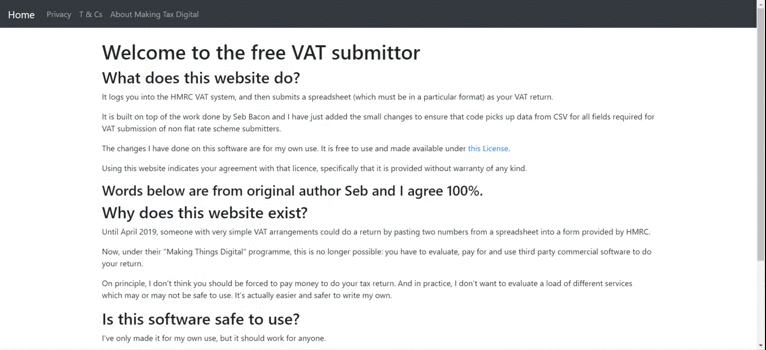 Home Privacy T & Cs About Making Tax Digital
Welcome to the free VAT submittor
What does this website do?
It logs you into the HMRC VAT system, and then submits a spreadsheet (which must be in a particular format) as your VAT return.
It is built on top of the work done by Seb Bacon and I have just added the small changes to ensure that code picks up data from CSV for all fields required for
VAT submission of non flat rate scheme submitters.
The changes I have done on this software are for my own use. It is free to use and made available under this License.
Using this website indicates your agreement with that licence, specifically that it is provided without warranty of any kind.
Words below are from original author Seb and I agree 100%.
Why does this website exist?
Until April 2019, someone with very simple VAT arrangements could do a return by pasting two numbers from a spreadsheet into a form provided by HMRC.
Now, under their "Making Things Digital" programme, this is no longer possible: you have to evaluate, pay for and use third party commercial software to do
your return.
On principle, I don't think you should be forced to pay money to do your tax return. And in practice, I don't want to evaluate a load of different services
which may or may not be safe to use. It's actually easier and safer to write my own.
Is this software safe to use?
I've only made it for my own use, but it should work for anyone.